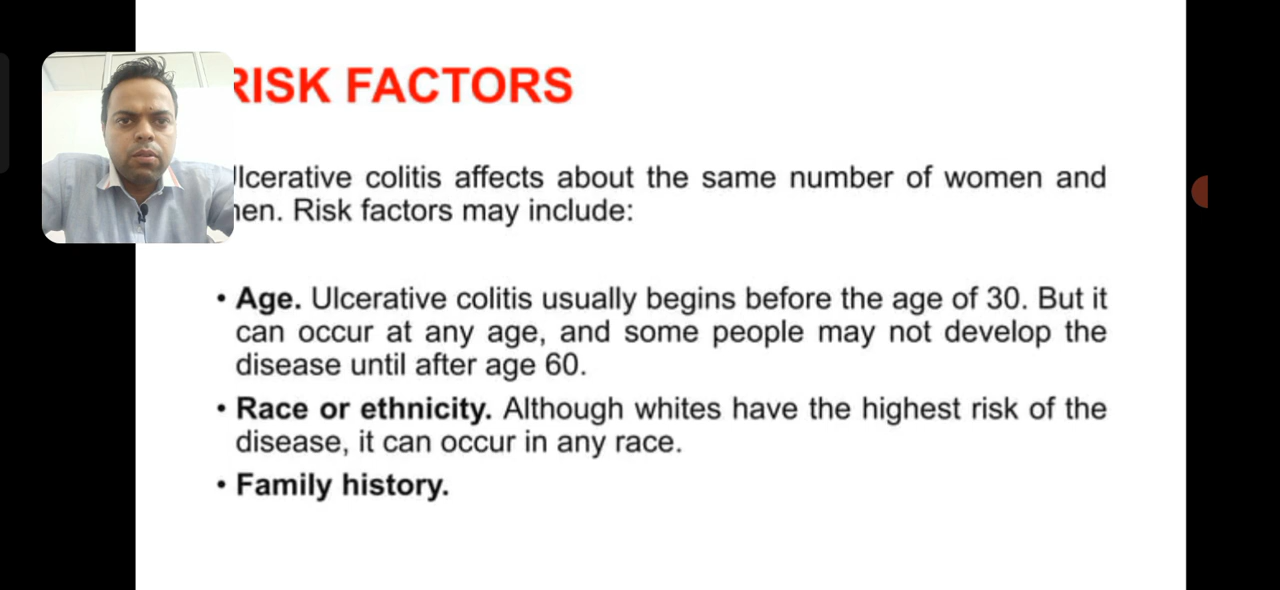 RISK FACTORS
Ulcerative colitis affects about the same number of women and
men. Risk factors may include:
• Age. Ulcerative colitis usually begins before the age of 30. But it
can occur at any age, and some people may not develop the
disease until after age 60.
• Race or ethnicity. Although whites have the highest risk of the
disease, it can occur in any race.
• Family history.